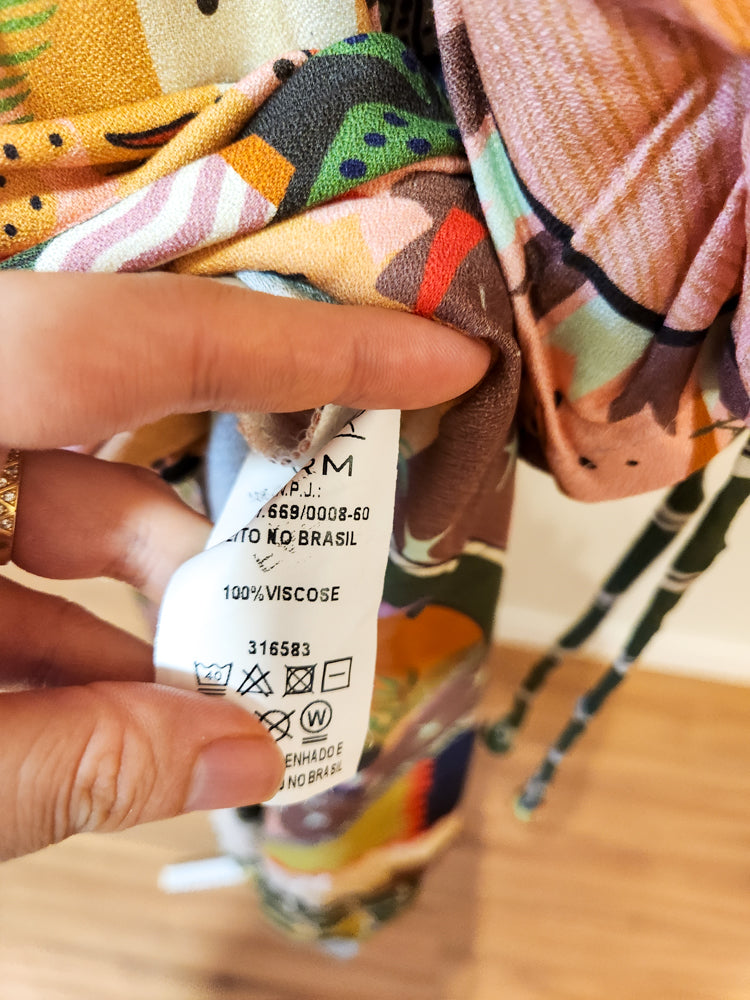 RM
.P.J.:
.669/0008-60
ITO NO BRASIL
100%VISCOSE
316583
40
W
ENHADO E
NO BRASIL